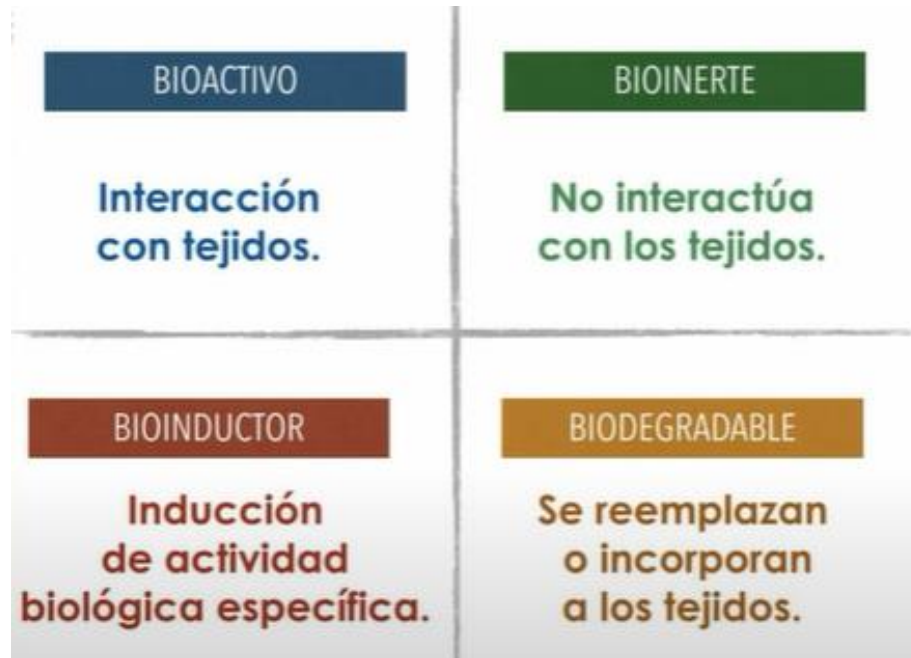 BIOACTIVO
Interacción
con tejidos.
BIOINERTE
No interactúa
con los tejidos.
BIOINDUCTOR
Inducción
de actividad
biológica específica.
BIODEGRADABLE
Se reemplazan
o incorporan
a los tejidos.